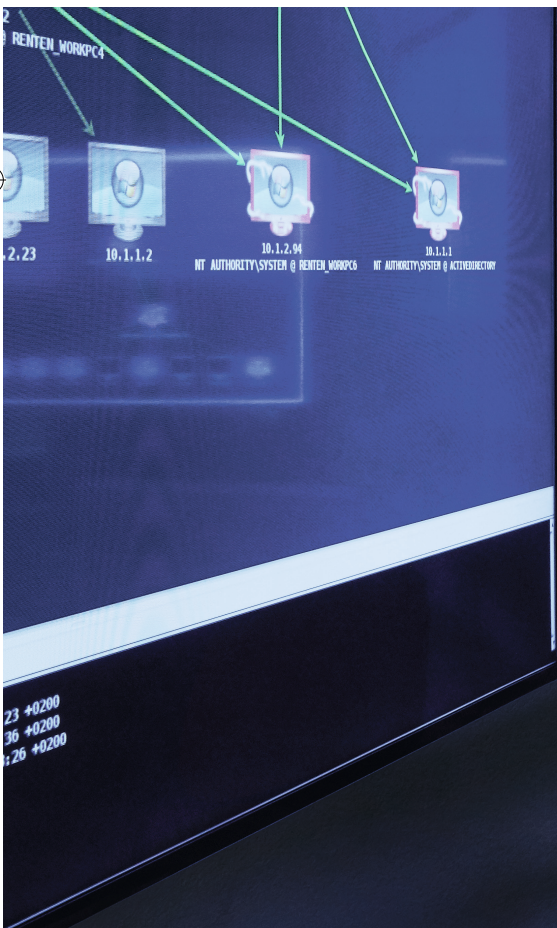 2
@ RENTEN_WORKPC4
.2.23
10.1.1.2
10.1.2.94
NT AUTHORITY\SYSTEM @ RENTEN_WORKPC6
10.1.1.1
NT AUTHORITY\SYSTEM @ ACTIVEDIRECTORY
:23 +0200
:36 +0200
:26 +0200